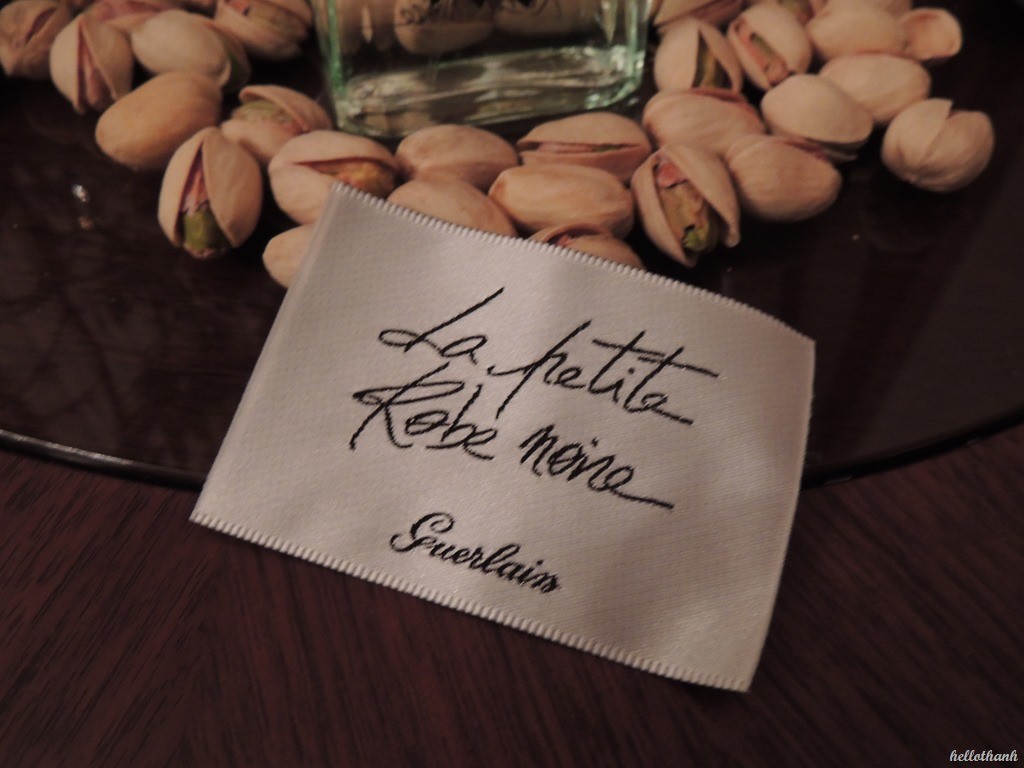 La petite
Robe noire
Guerlain
hellothanh